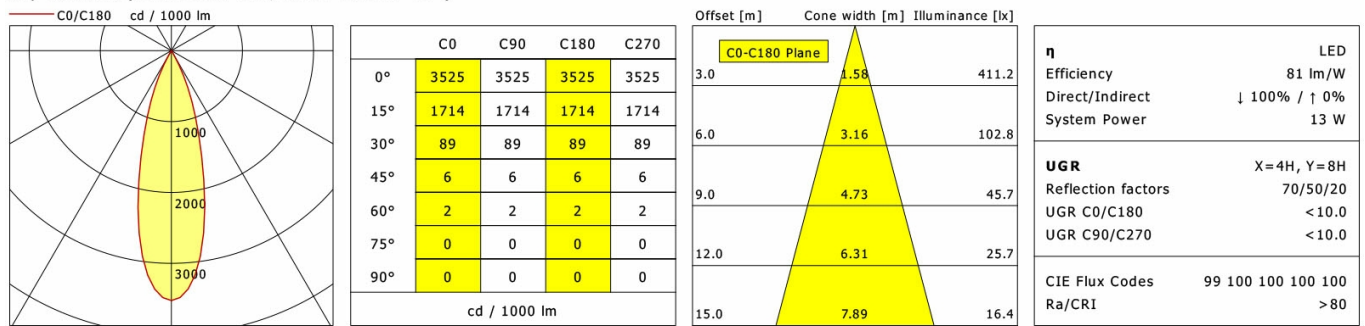 C0/C180 cd / 1000 lm
1000
2000
3000
C0 C90 C180 C270
0° 3525 3525 3525 3525
15° 1714 1714 1714 1714
30° 89 89 89 89
45° 6 6 6 6
60° 2 2 2 2
75° 0 0 0 0
90° 0 0 0 0
cd / 1000 lm
Offset [m] Cone width [m] Illuminance [lx]
C0-C180 Plane
3.0 1.58 411.2
6.0 3.16 102.8
9.0 4.73 45.7
12.0 6.31 25.7
15.0 7.89 16.4
η LED
Efficiency 81 lm/W
Direct/Indirect ↓ 100% / ↑ 0%
System Power 13 W
UGR X=4H, Y=8H
Reflection factors 70/50/20
UGR C0/C180 <10.0
UGR C90/C270 <10.0
CIE Flux Codes 99 100 100 100 100
Ra/CRI >80